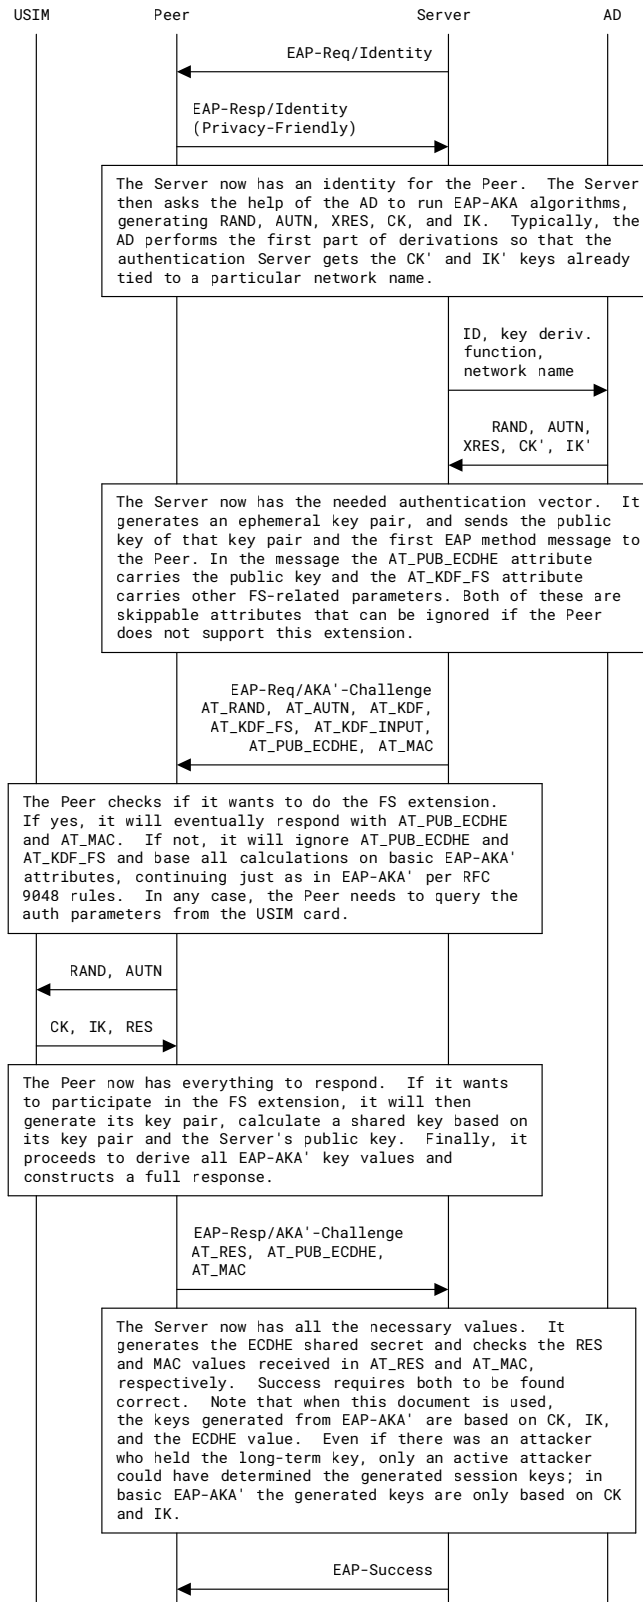 USIM Peer Server AD
EAP-Req/Identity
EAP-Resp/Identity
(Privacy-Friendly)
The Server now has an identity for the Peer.  The Server
then asks the help of the AD to run EAP-AKA algorithms,
generating RAND, AUTN, XRES, CK, and IK.  Typically, the
AD performs the first part of derivations so that the
authentication Server gets the CK' and IK' keys already
tied to a particular network name.
ID, key deriv.
function,
network name
RAND, AUTN,
XRES, CK', IK'
The Server now has the needed authentication vector.  It
generates an ephemeral key pair, and sends the public
key of that key pair and the first EAP method message to
the Peer. In the message the AT_PUB_ECDHE attribute
carries the public key and the AT_KDF_FS attribute
carries other FS-related parameters. Both of these are
skippable attributes that can be ignored if the Peer
does not support this extension.
EAP-Req/AKA'-Challenge
AT_RAND, AT_AUTN, AT_KDF,
AT_KDF_FS, AT_KDF_INPUT,
AT_PUB_ECDHE, AT_MAC
The Peer checks if it wants to do the FS extension.
If yes, it will eventually respond with AT_PUB_ECDHE
and AT_MAC.  If not, it will ignore AT_PUB_ECDHE and
AT_KDF_FS and base all calculations on basic EAP-AKA'
attributes, continuing just as in EAP-AKA' per RFC
9048 rules.  In any case, the Peer needs to query the
auth parameters from the USIM card.
RAND, AUTN
CK, IK, RES
The Peer now has everything to respond.  If it wants
to participate in the FS extension, it will then
generate its key pair, calculate a shared key based on
its key pair and the Server's public key.  Finally, it
proceeds to derive all EAP-AKA' key values and
constructs a full response.
EAP-Resp/AKA'-Challenge
AT_RES, AT_PUB_ECDHE,
AT_MAC
The Server now has all the necessary values.  It
generates the ECDHE shared secret and checks the RES
and MAC values received in AT_RES and AT_MAC,
respectively.  Success requires both to be found
correct.  Note that when this document is used,
the keys generated from EAP-AKA' are based on CK, IK,
and the ECDHE value.  Even if there was an attacker
who held the long-term key, only an active attacker
could have determined the generated session keys; in
basic EAP-AKA' the generated keys are only based on CK
and IK.
EAP-Success